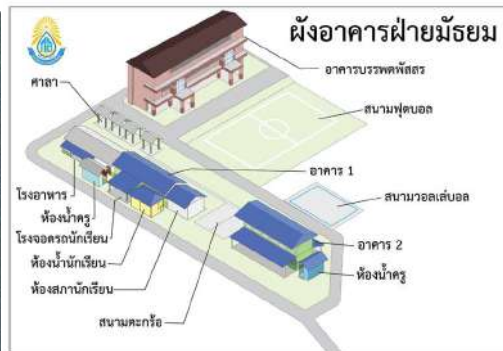 ผังอาคารฝ่ายมัธยม
อาคารบรรพตพัสสร
ศาลา
สนามฟุตบอล
อาคาร 1
สนามวอลเล่บอล
โรงอาหาร
ห้องน้ำครู
โรงจอดรถนักเรียน
ห้องน้ำนักเรียน
ห้องสภานักเรียน
อาคาร 2
ห้องน้ำครู
สนามตะกร้อ